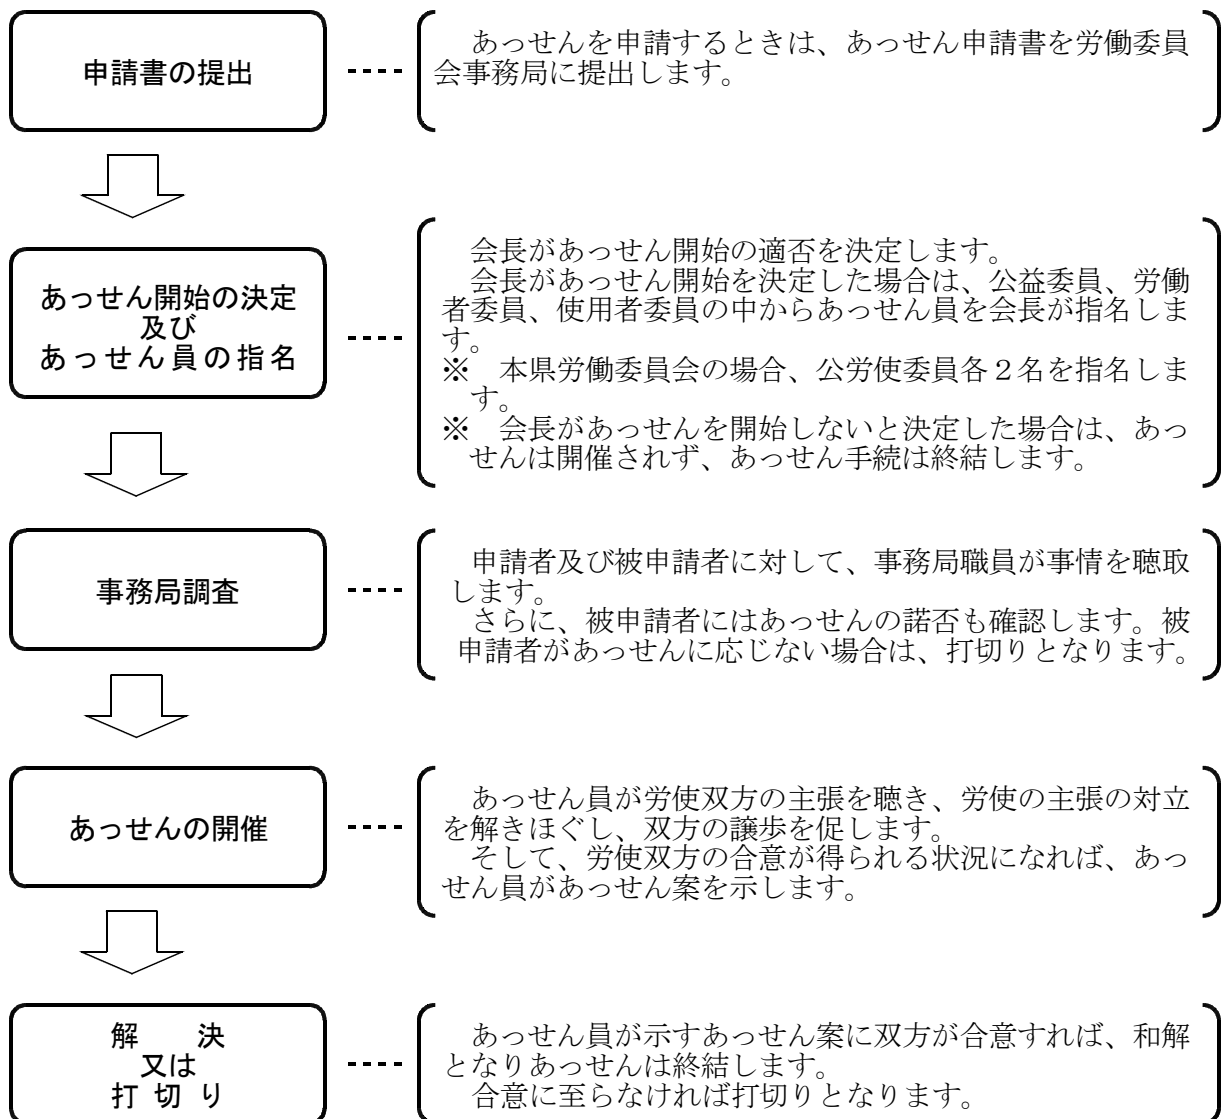 申請書の提出
あっせんを申請するときは、あっせん申請書を労働委員
会事務局に提出します。
あっせん開始の決定
及び
あっせん員の指名
会長があっせん開始の適否を決定します。
会長があっせん開始を決定した場合は、公益委員、労働
者委員、使用者委員の中からあっせん員を会長が指名しま
す。
※　本県労働委員会の場合、公労使委員各２名を指名しま
す。
※　会長があっせんを開始しないと決定した場合は、あっ
せんは開催されず、あっせん手続は終結します。
事務局調査
申請者及び被申請者に対して、事務局職員が事情を聴取
します。
さらに、被申請者にはあっせんの諾否も確認します。被
申請者があっせんに応じない場合は、打切りとなります。
あっせんの開催
あっせん員が労使双方の主張を聴き、労使の主張の対立
を解きほぐし、双方の譲歩を促します。
そして、労使双方の合意が得られる状況になれば、あっ
せん員があっせん案を示します。
解　　決
又は
打 切 り
あっせん員が示すあっせん案に双方が合意すれば、和解
となりあっせんは終結します。
合意に至らなければ打切りとなります。